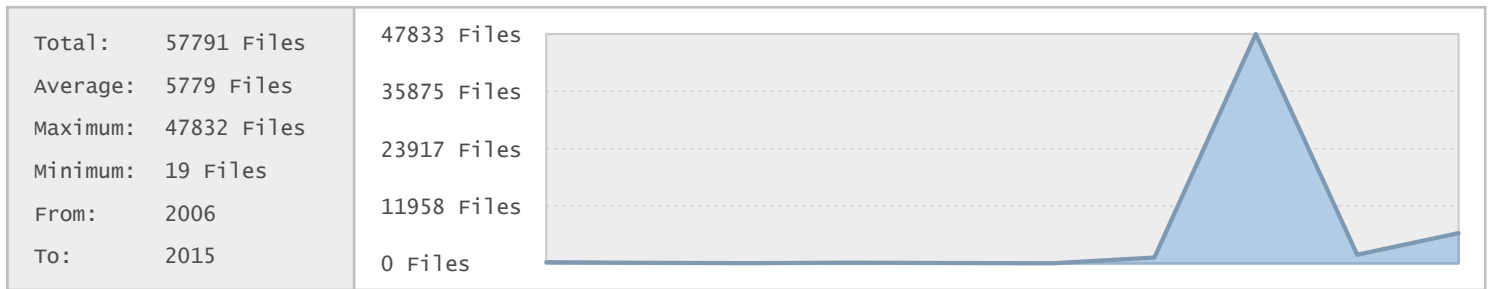 Total: 57791 Files
Average: 5779 Files
Maximum: 47832 Files
Minimum: 19 Files
From: 2006
To: 2015
47833 Files
35875 Files
23917 Files
11958 Files
0 Files